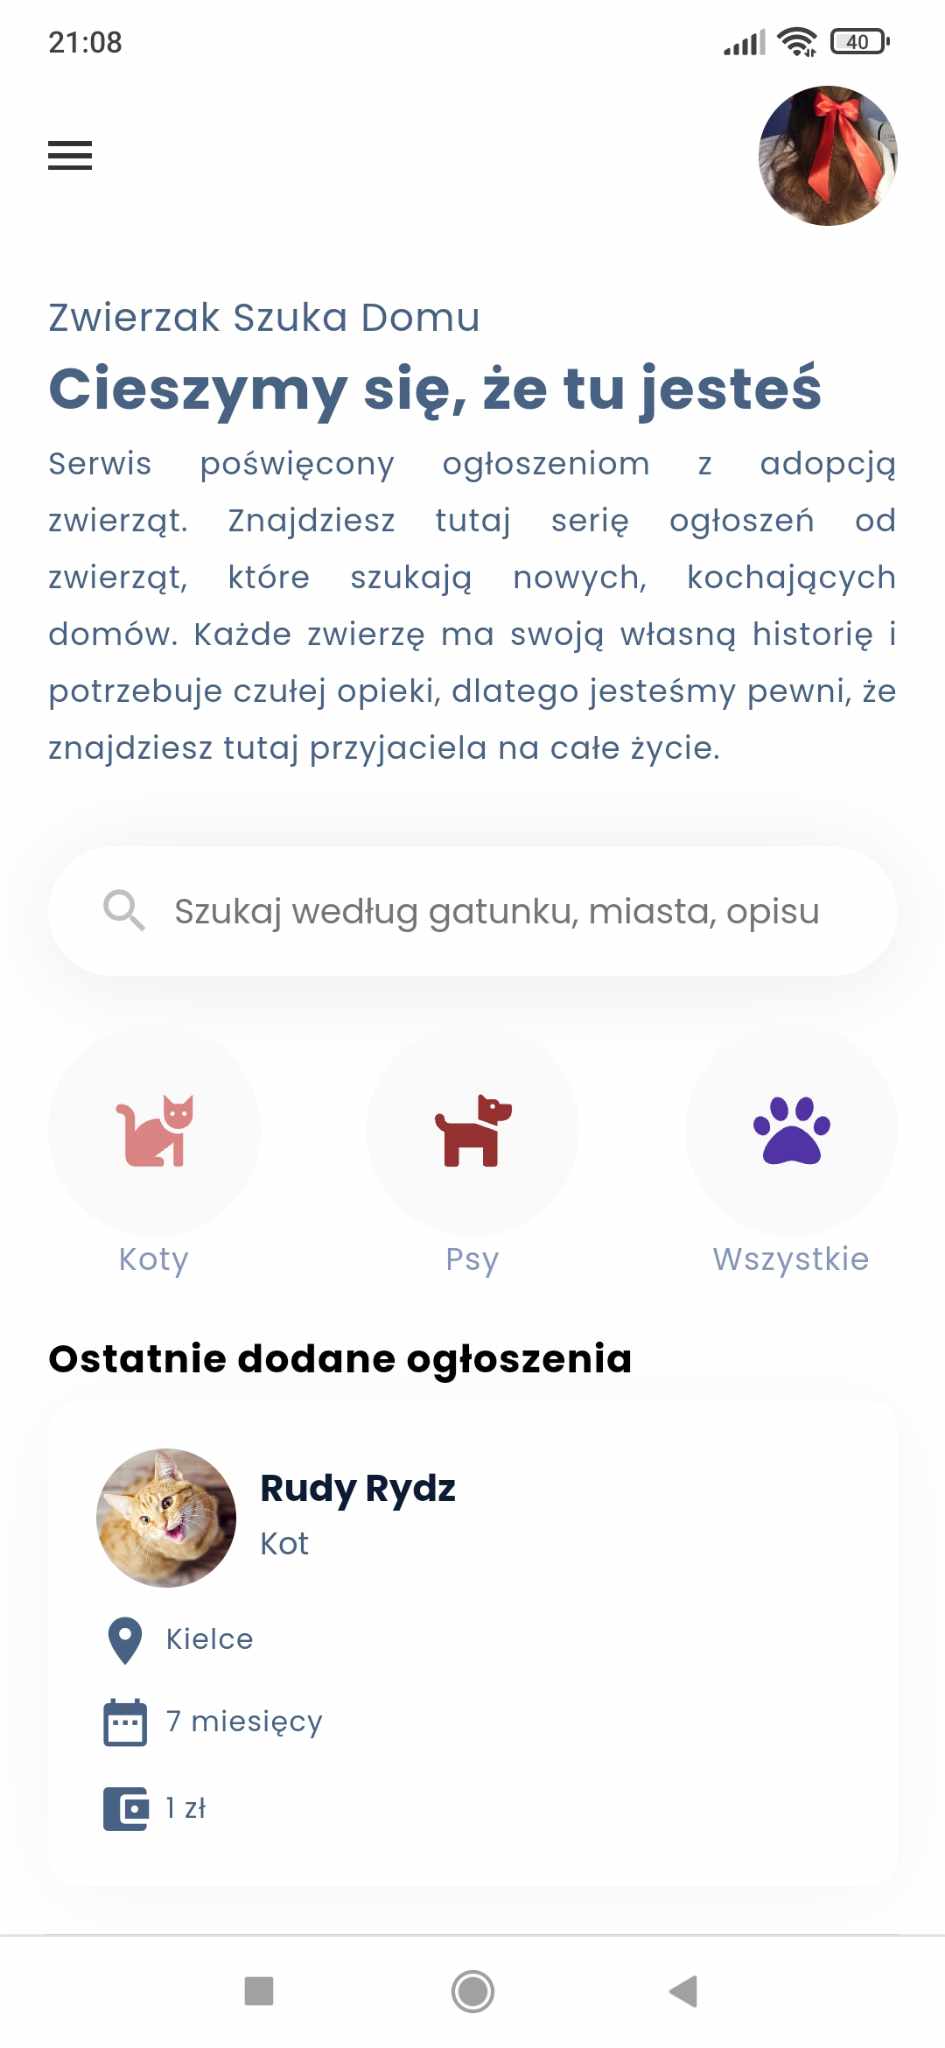 21:08
40
Zwierzak Szuka Domu
Cieszymy się, że tu jesteś
Serwis poświęcony ogłoszeniom z adopcją
zwierząt. Znajdziesz tutaj serię ogłoszeń od
zwierząt, które szukają nowych, kochających
domów. Każde zwierzę ma swoją własną historię i
potrzebuje czułej opieki, dlatego jesteśmy pewni, że
znajdziesz tutaj przyjaciela na całe życie.
Szukaj według gatunku, miasta, opisu
Koty Psy Wszystkie
Ostatnie dodane ogłoszenia
Rudy Rydz
Kot
Kielce
7 miesięcy
1 zł